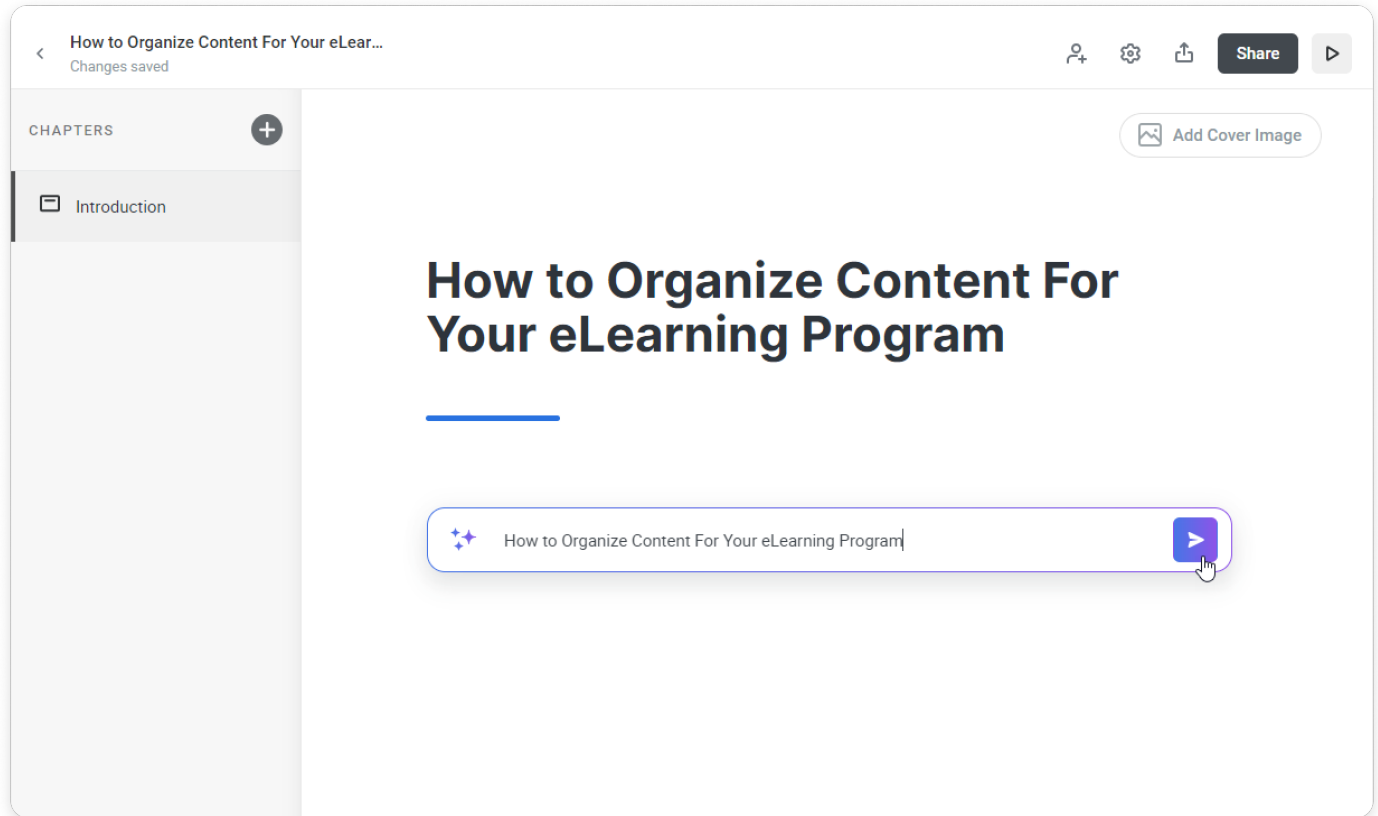 How to Organize Content For Your eLear...
Changes saved
Share
CHAPTERS
Add Cover Image
Introduction
How to Organize Content For
Your eLearning Program
How to Organize Content For Your eLearning Program